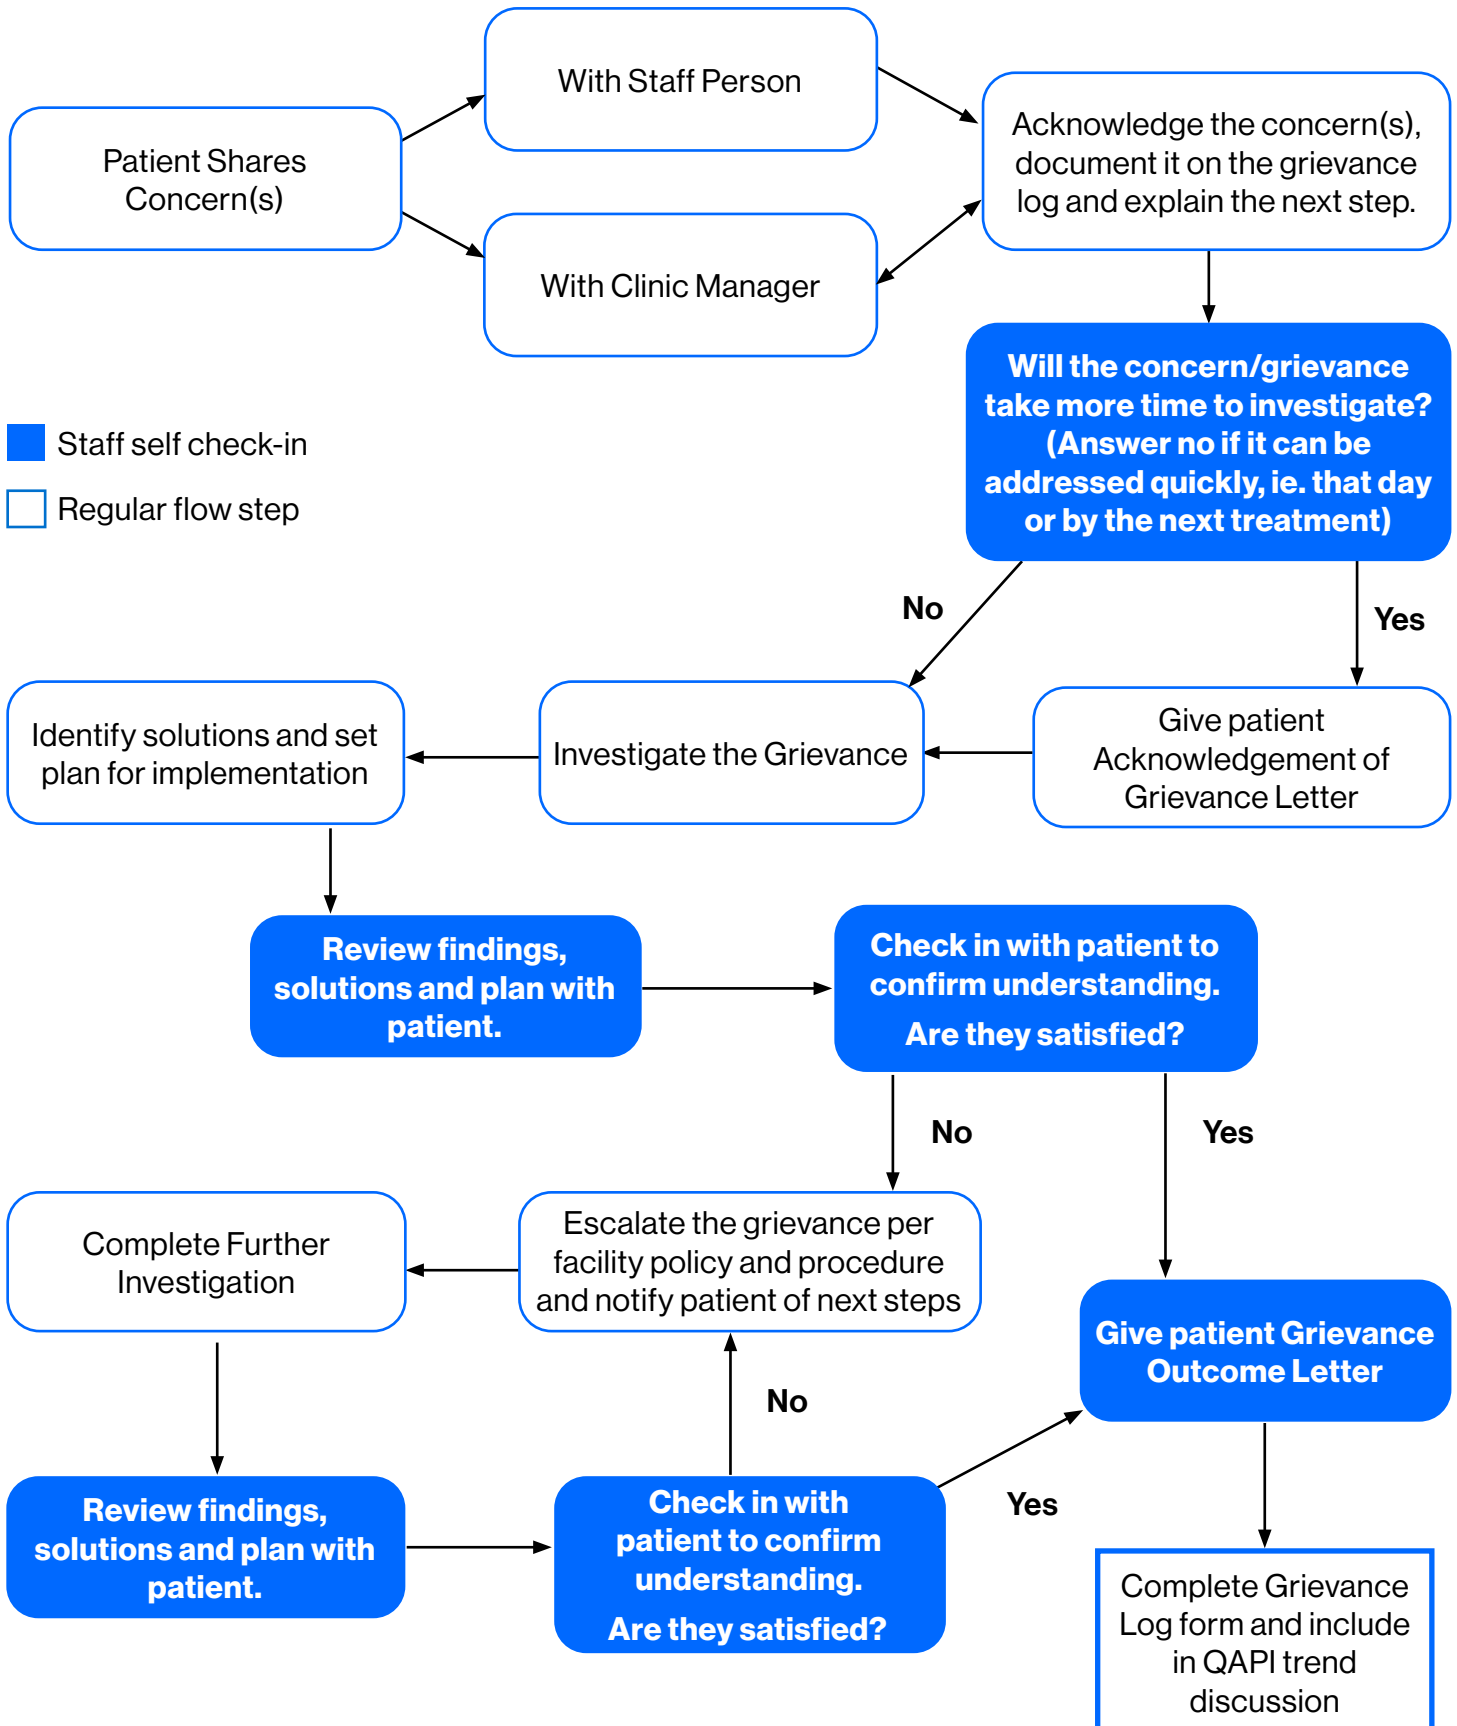 With Staff Person
Patient Shares
Concern(s)
With Clinic Manager
Acknowledge the concern(s),
document it on the grievance
log and explain the next step.
Staff self check-in
Regular flow step
Will the concern/grievance
take more time to investigate?
(Answer no if it can be
addressed quickly, ie. that day
or by the next treatment)
No
Yes
Identify solutions and set
plan for implementation
Investigate the Grievance
Give patient
Acknowledgement of
Grievance Letter
Review findings,
solutions and plan with
patient.
Check in with patient to
confirm understanding.
Are they satisfied?
No
Yes
Complete Further
Investigation
Escalate the grievance per
facility policy and procedure
and notify patient of next steps
Give patient Grievance
Outcome Letter
No
Yes
Review findings,
solutions and plan with
patient.
Check in with
patient to confirm
understanding.
Are they satisfied?
Complete Grievance
Log form and include
in QAPI trend
discussion